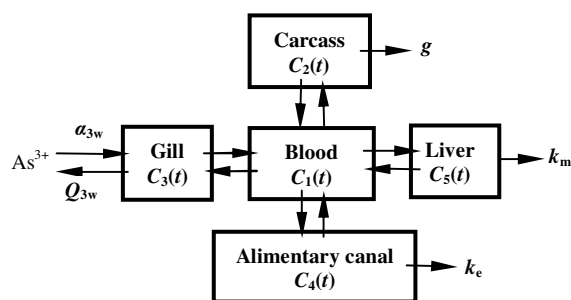 Carcass
C₂(t)
g
α₃w
As³⁺
Q₃w
Gill
C₃(t)
Blood
C₁(t)
Liver
C₅(t)
kₘ
Alimentary canal
C₄(t)
kₑ